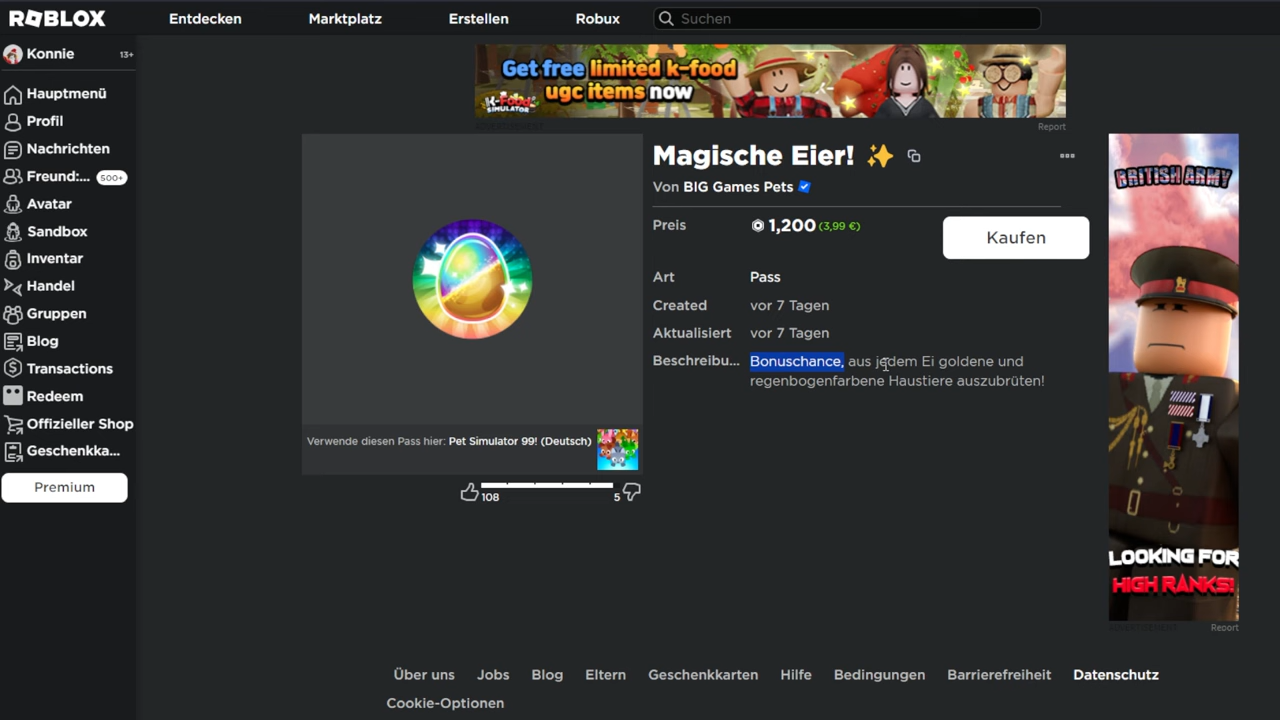 ROBLOX
Entdecken
Marktplatz
Erstellen
Robux
Suchen
Konnie
13+
Hauptmenü
Profil
Nachrichten
Freund:...
500+
Avatar
Sandbox
Inventar
Handel
Gruppen
Blog
Transactions
Redeem
Offizieller Shop
Geschenkka...
Premium
Get free limited k-food
ugc items now
K-FOOD
SIMULATOR
Report
Magische Eier! ✨
Von BIG Games Pets
Preis
1,200 (3,99 €)
Kaufen
Art
Pass
Created
vor 7 Tagen
Aktualisiert
vor 7 Tagen
Beschreibu...
Bonuschance, aus jedem Ei goldene und
regenbogenfarbene Haustiere auszubrüten!
Verwende diesen Pass hier: Pet Simulator 99! (Deutsch)
108
5
BRITISH ARMY
LOOKING FOR
HIGH RANKS!
Report
Über uns
Jobs
Blog
Eltern
Geschenkkarten
Hilfe
Bedingungen
Barrierefreiheit
Datenschutz
Cookie-Optionen